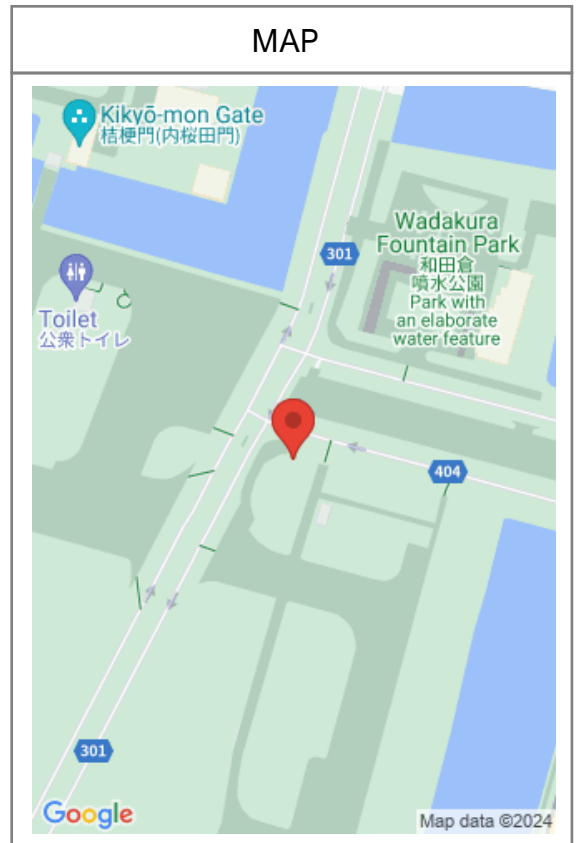 MAP
Kikyō-mon Gate
桔梗門(内桜田門)
301
Wadakura
Fountain Park
和田倉
噴水公園
Park with
an elaborate
water feature
Toilet
公衆トイレ
404
301
Google
Map data ©2024